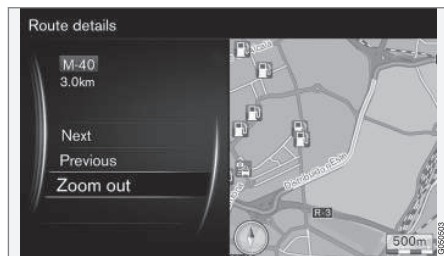 Route details
M-40
3.0km
Next
Previous
Zoom out
R-3
500m
G050503